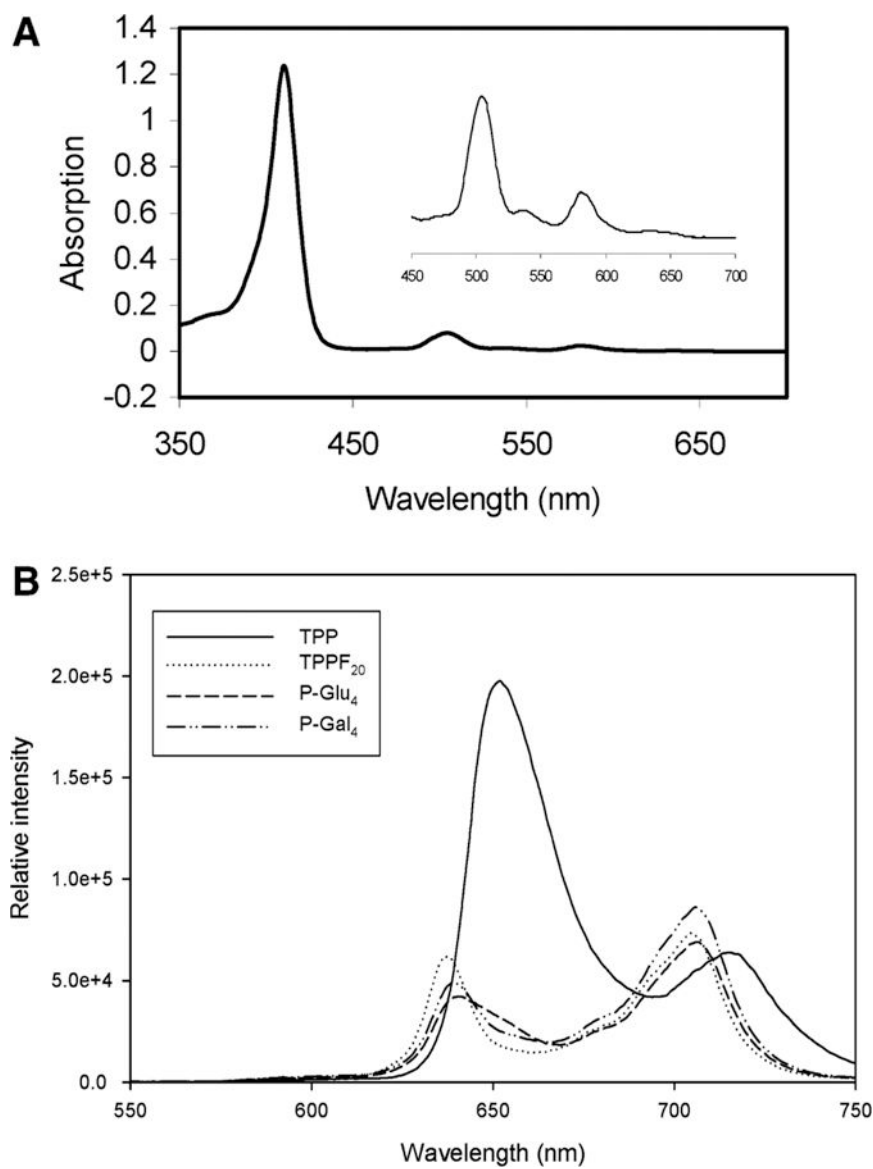 A
1.4
1.2
1
0.8
0.6
0.4
0.2
0
-0.2
Absorption
450 500 550 600 650 700
350 450 550 650
Wavelength (nm)
B
2.5e+5
2.0e+5
1.5e+5
1.0e+5
5.0e+4
0.0
Relative intensity
TPP
TPPF₂₀
P-Glu₄
P-Gal₄
550 600 650 700 750
Wavelength (nm)